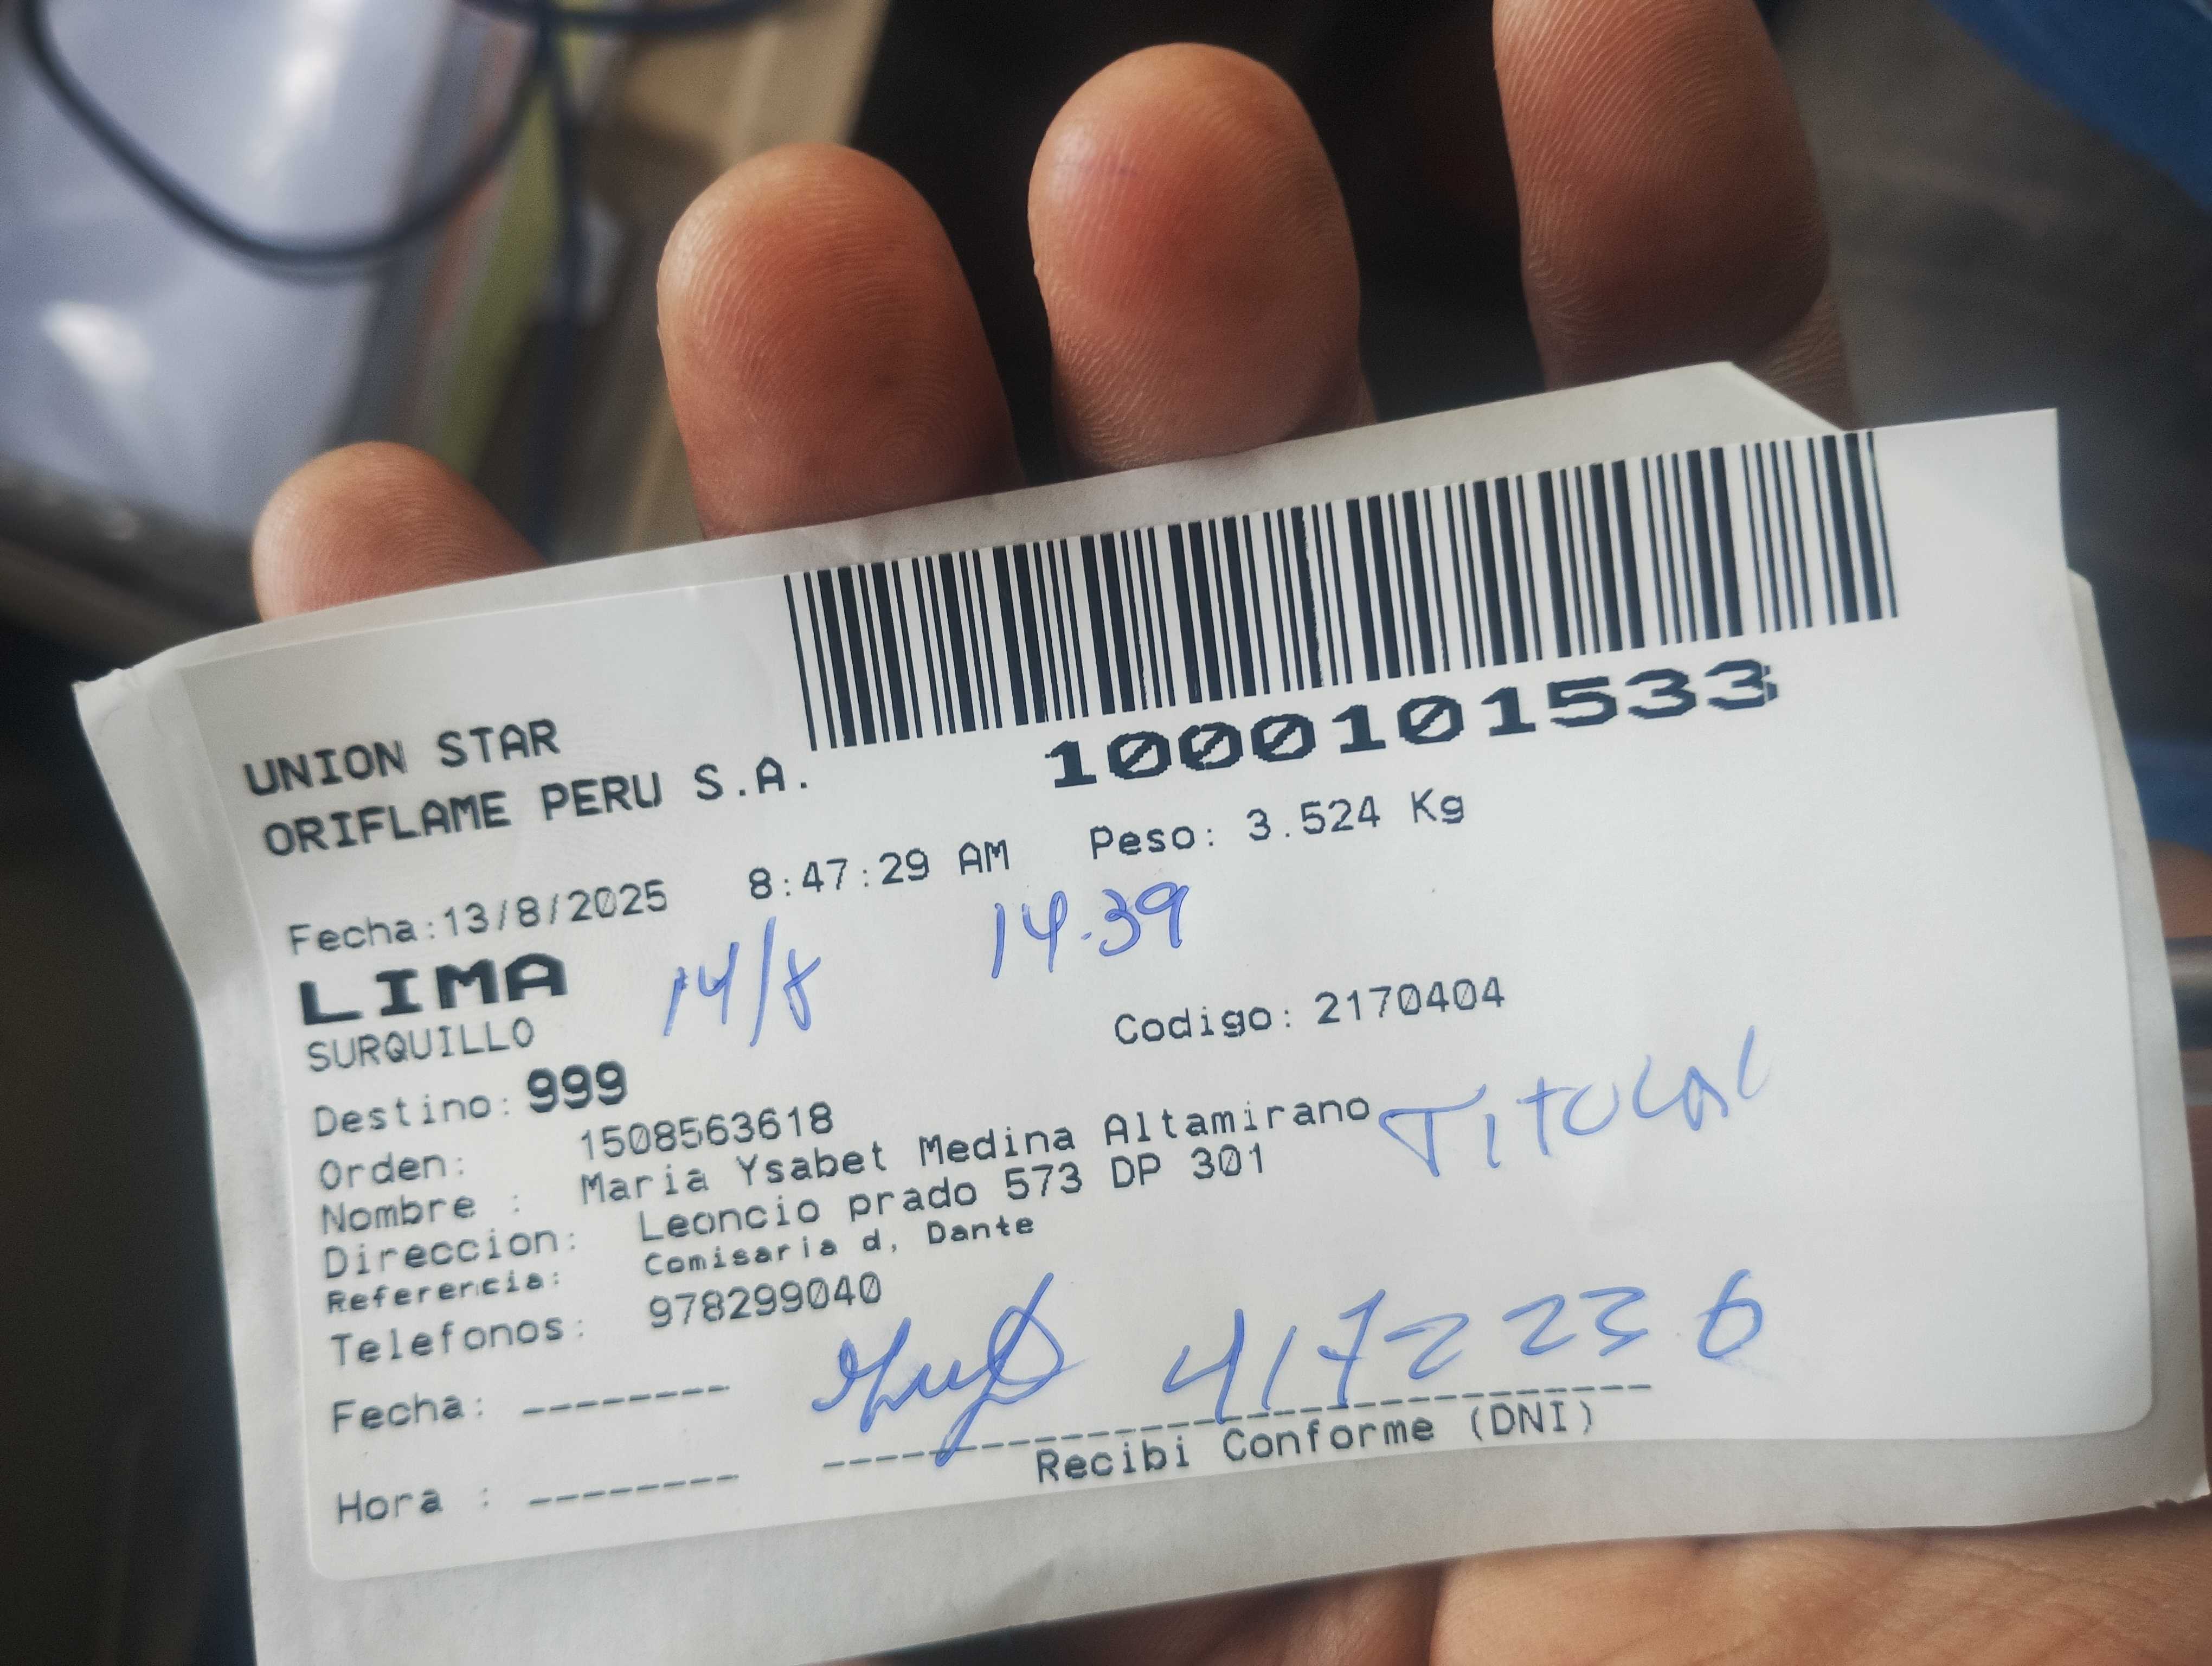 1000101533
UNION STAR
ORIFLAME PERU S.A.
Fecha:13/8/2025 8:47:29 AM Peso: 3.524 Kg
LIMA 14/8 14.39
SURQUILLO Codigo: 2170404
Destino: 999
Orden: 1508563618
Nombre : Maria Ysabet Medina Altamirano TITULAR
Direccion: Leoncio prado 573 DP 301
Referencia: Comisaria d, Dante
Telefonos: 978299040
4172236
Fecha: --------
Recibi Conforme (DNI)
Hora : --------